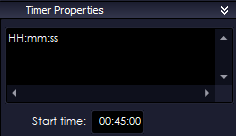 Timer Properties
HH:mm:ss
Start time: 00:45:00